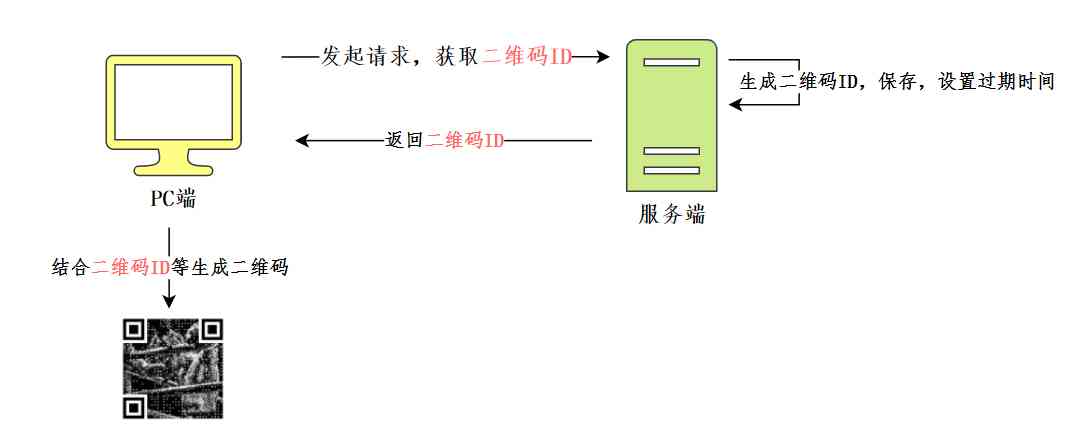 发起请求，获取二维码ID
生成二维码ID，保存，设置过期时间
返回二维码ID
PC端
服务端
结合二维码ID等生成二维码